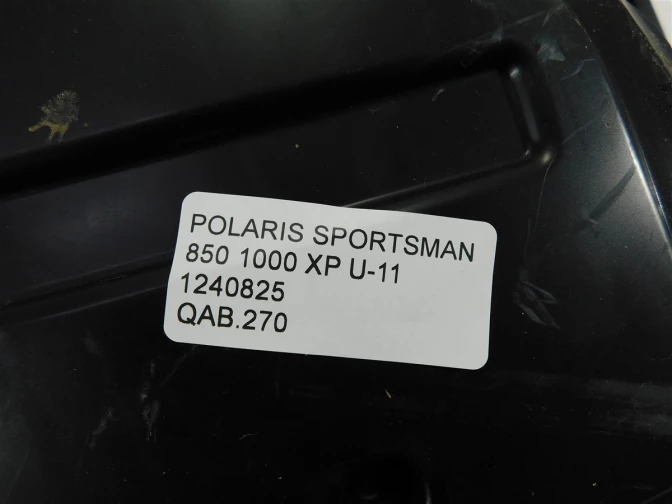 POLARIS SPORTSMAN
850 1000 XP U-11
1240825
QAB.270